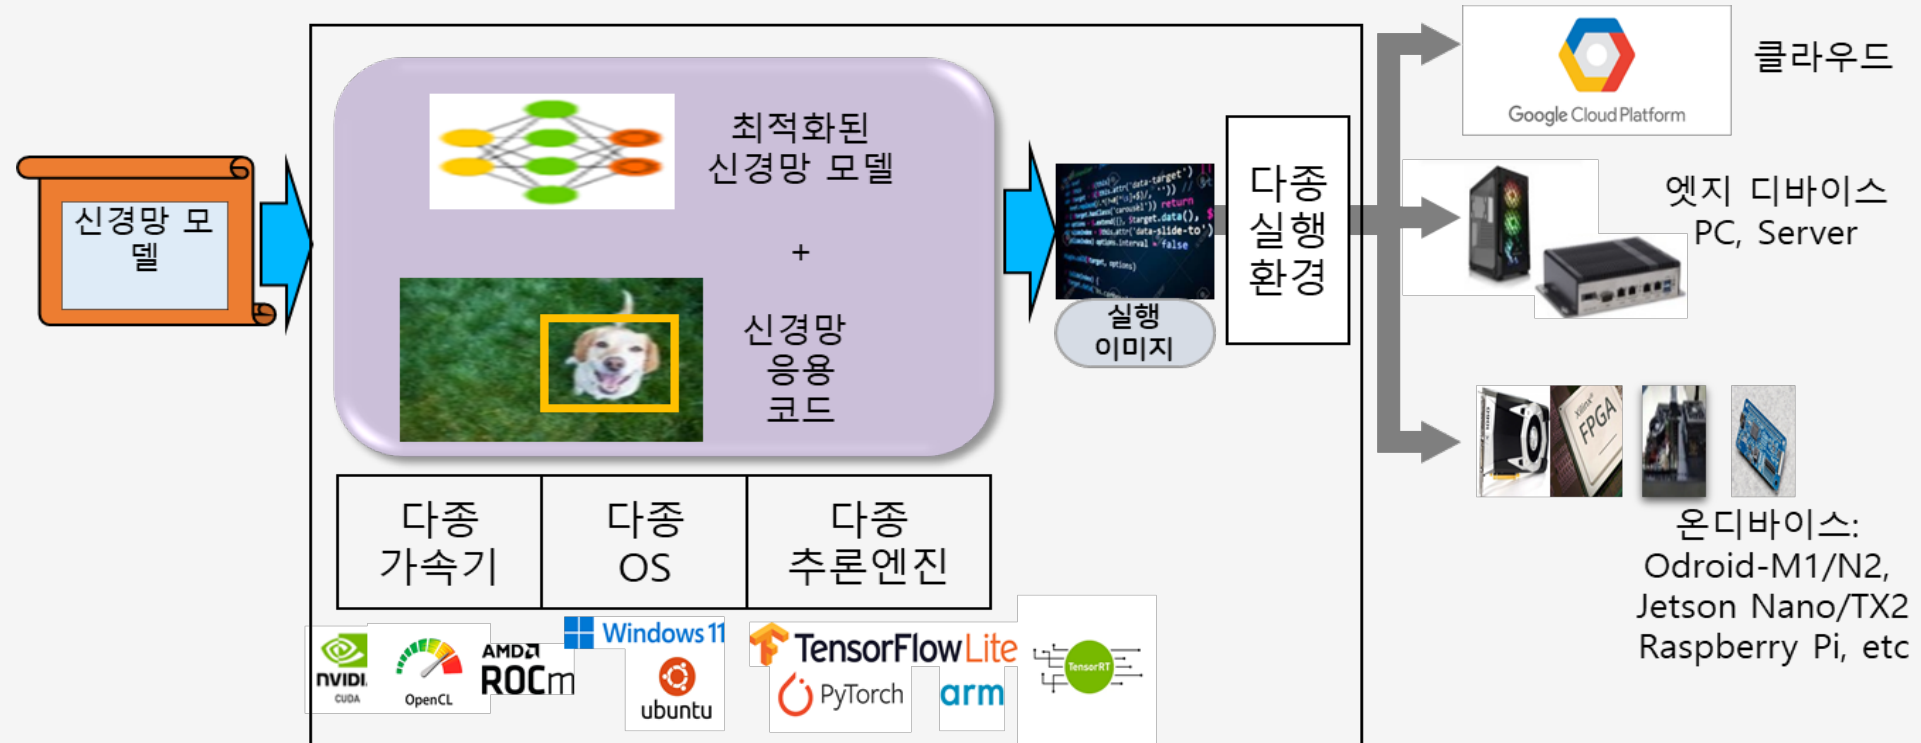 신경망 모
델
최적화된
신경망 모델
+
신경망
응용
코드
실행
이미지
다종
실행
환경
다종
가속기
다종
OS
다종
추론엔진
NVIDI
CUDA
OpenCL
AMD
ROCm
Windows 11
ubuntu
TensorFlow Lite
PyTorch
arm
TensorRT
Google Cloud Platform
클라우드
엣지 디바이스
PC, Server
Xilinx
FPGA
온디바이스:
Odroid-M1/N2,
Jetson Nano/TX2
Raspberry Pi, etc